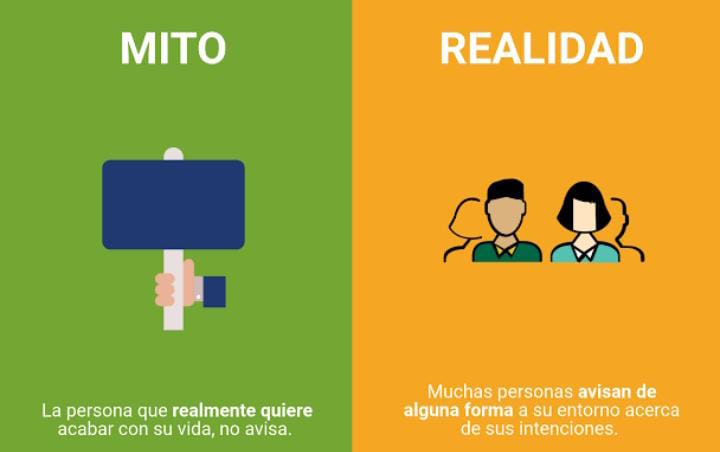 MITO
La persona que realmente quiere
acabar con su vida, no avisa.
REALIDAD
Muchas personas avisan de
alguna forma a su entorno acerca
de sus intenciones.